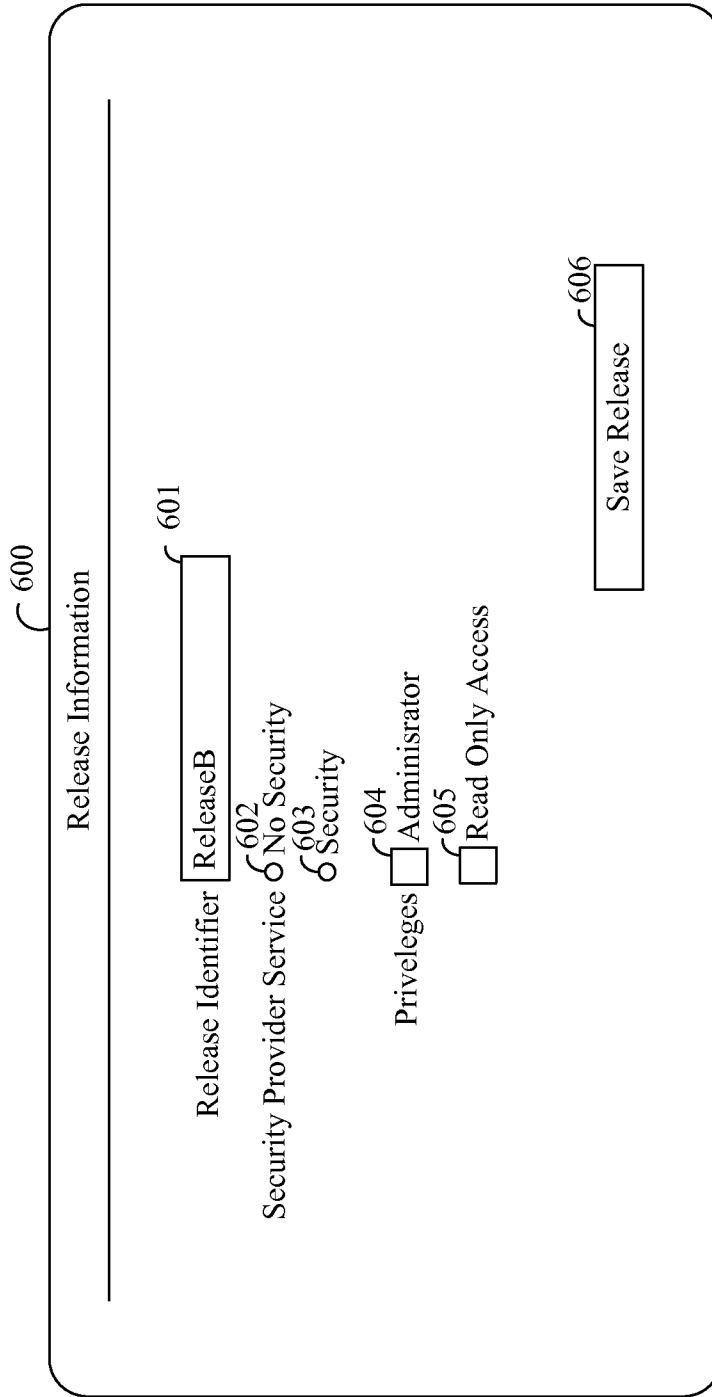 600
Release Information
601
Release Identifier ReleaseB
602
Security Provider Service No Security
603
Security
604
Priveleges Adminisrator
605
Read Only Access
606
Save Release